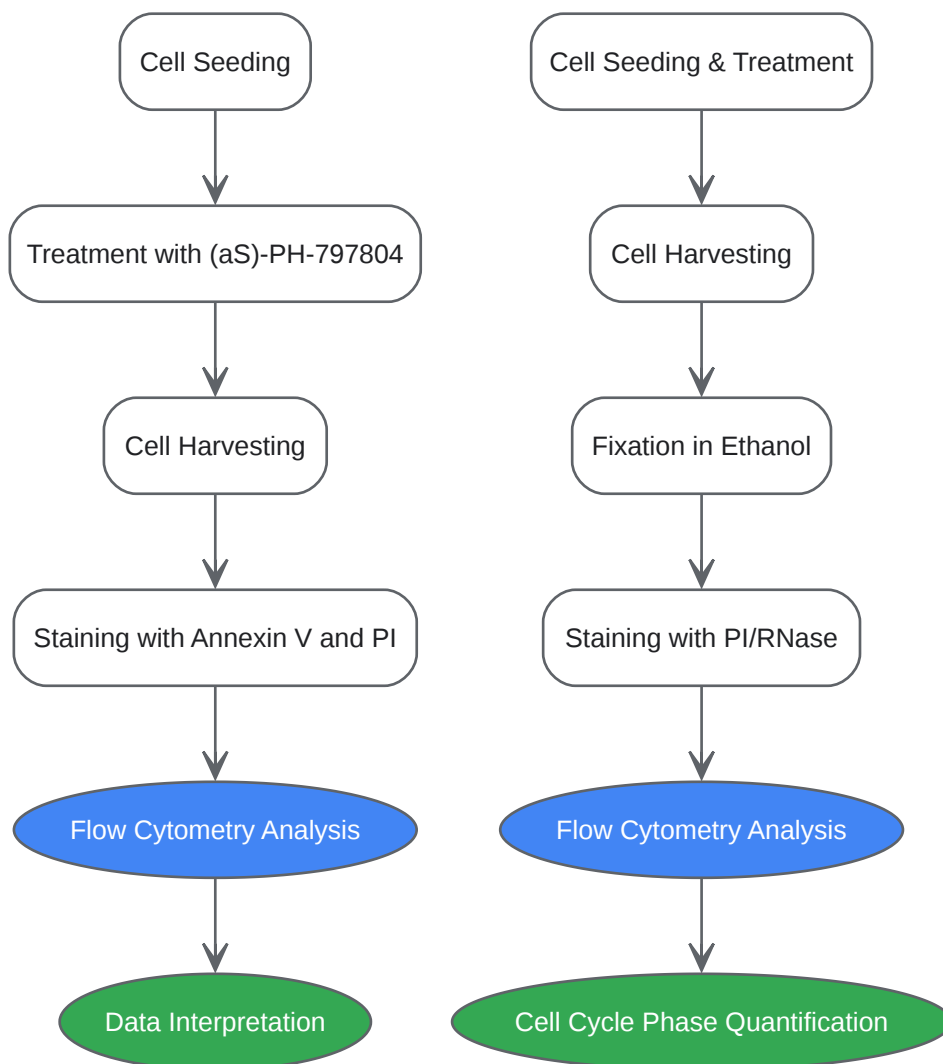 Cell Seeding
Treatment with (aS)-PH-797804
Cell Harvesting
Staining with Annexin V and PI
Flow Cytometry Analysis
Data Interpretation
Cell Seeding & Treatment
Cell Harvesting
Fixation in Ethanol
Staining with PI/RNase
Flow Cytometry Analysis
Cell Cycle Phase Quantification